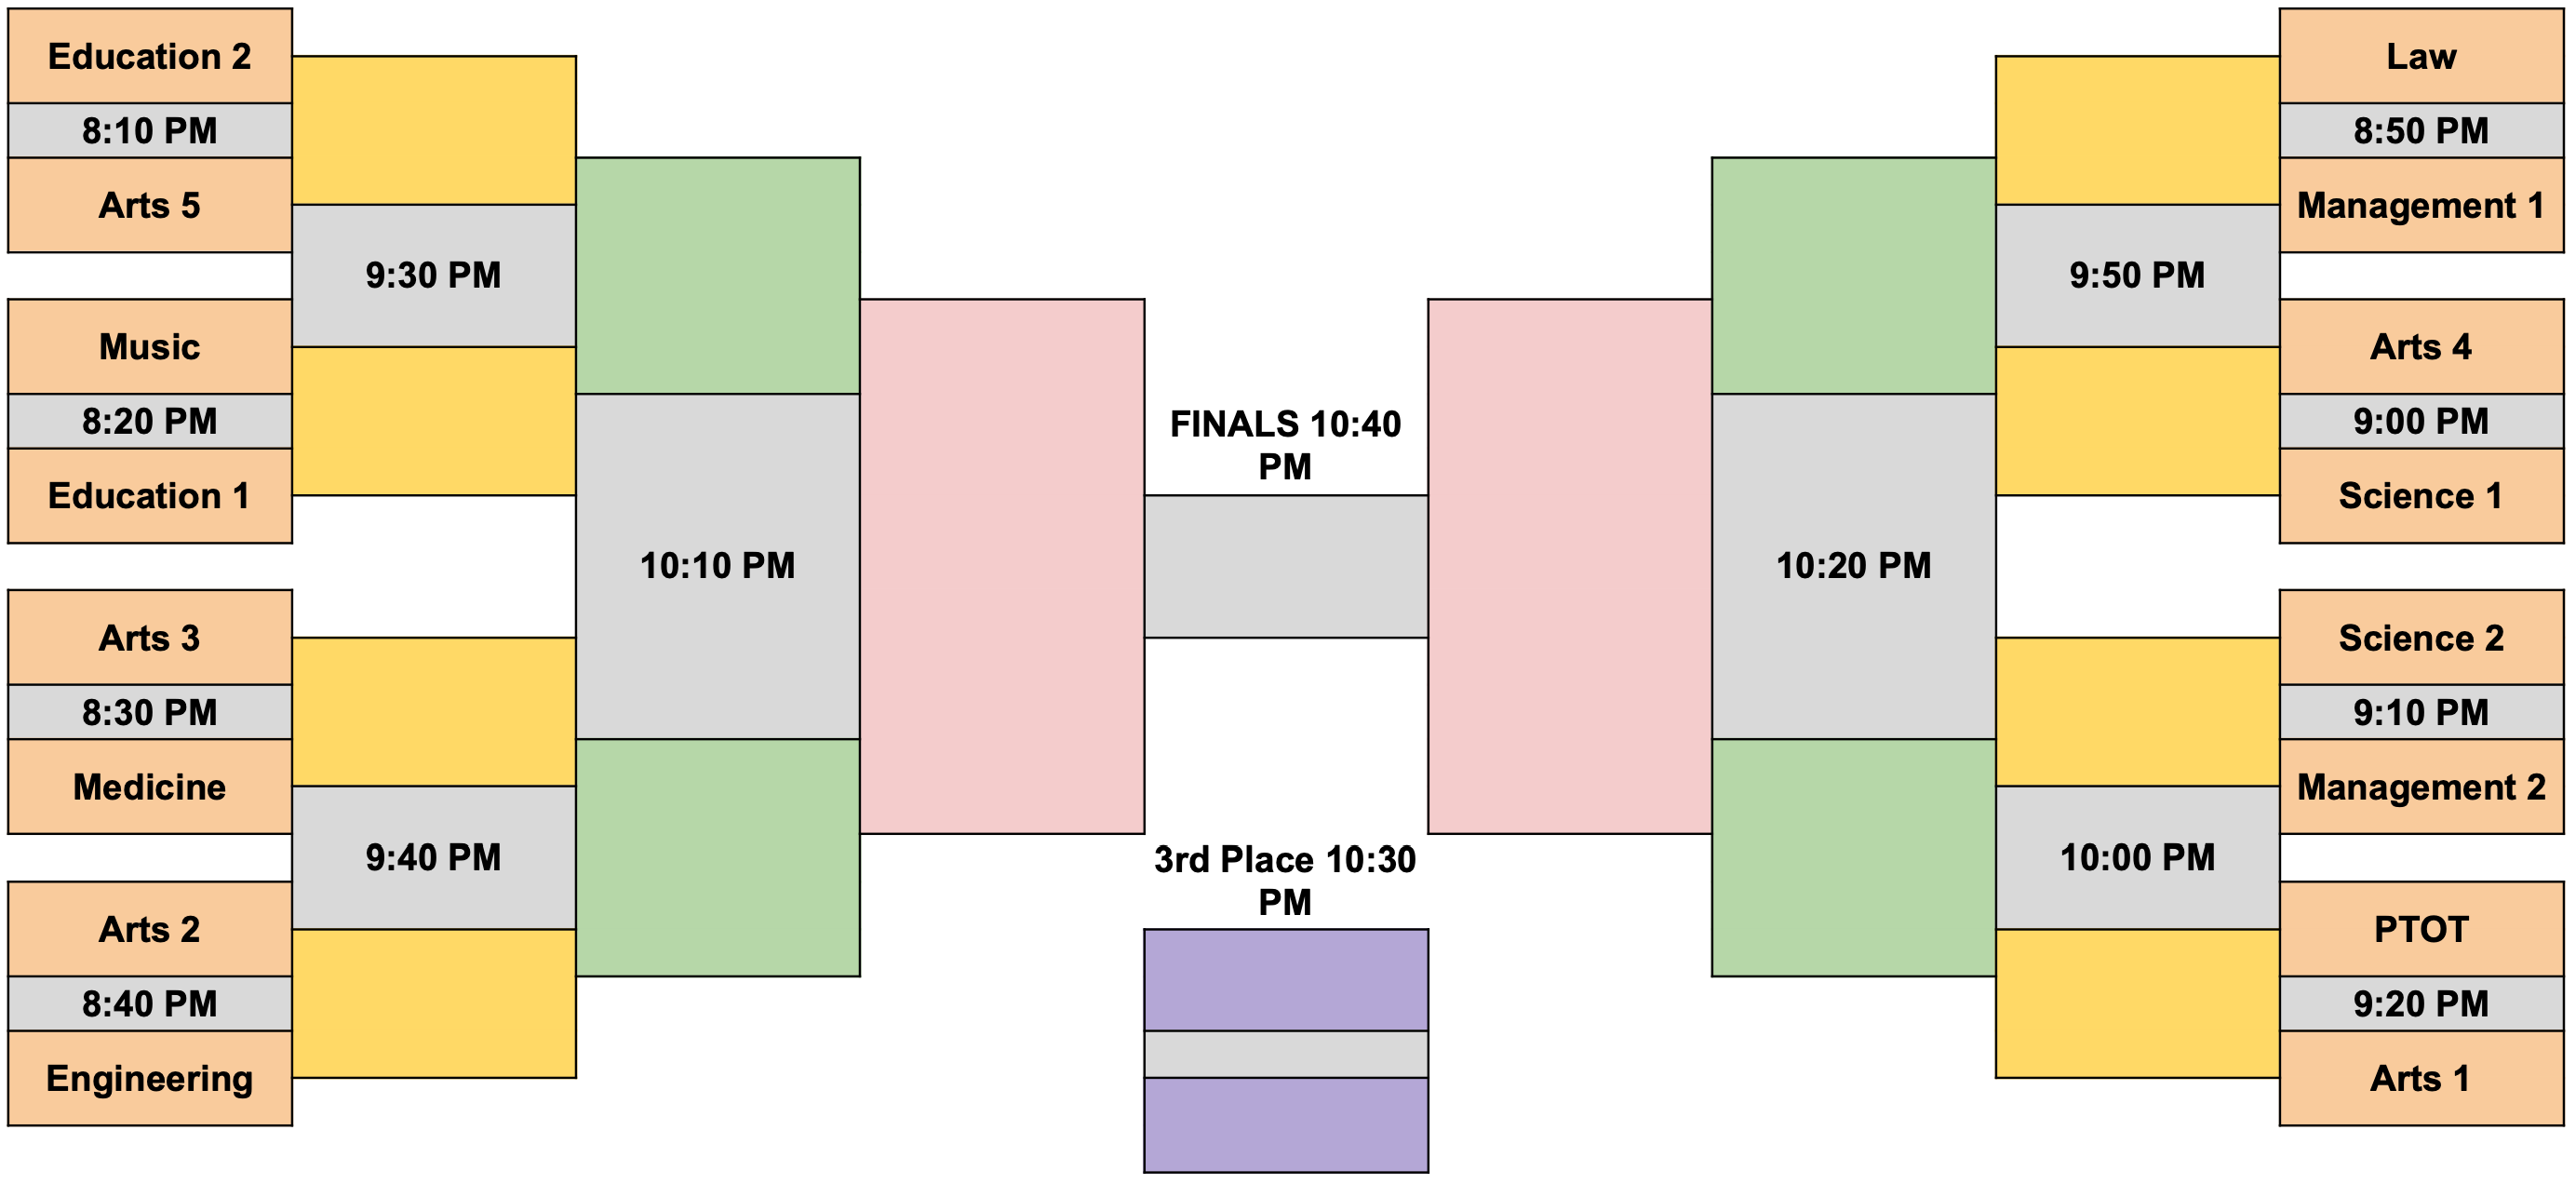 Education 2
8:10 PM
Arts 5
Music
8:20 PM
Education 1
Arts 3
8:30 PM
Medicine
Arts 2
8:40 PM
Engineering
9:30 PM
9:40 PM
10:10 PM
FINALS 10:40
PM
3rd Place 10:30
PM
10:20 PM
9:50 PM
10:00 PM
Law
8:50 PM
Management 1
Arts 4
9:00 PM
Science 1
Science 2
9:10 PM
Management 2
PTOT
9:20 PM
Arts 1